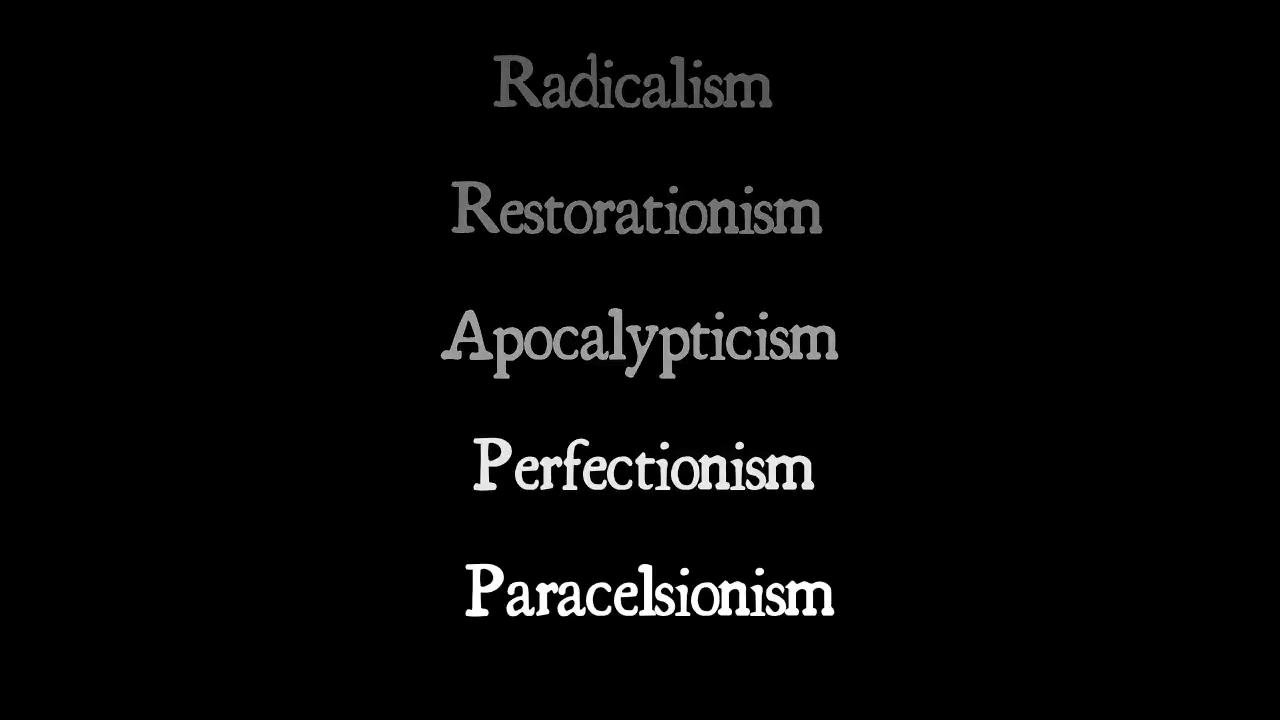 Radicalism
Restorationism
Apocalypticism
Perfectionism
Paracelsionism